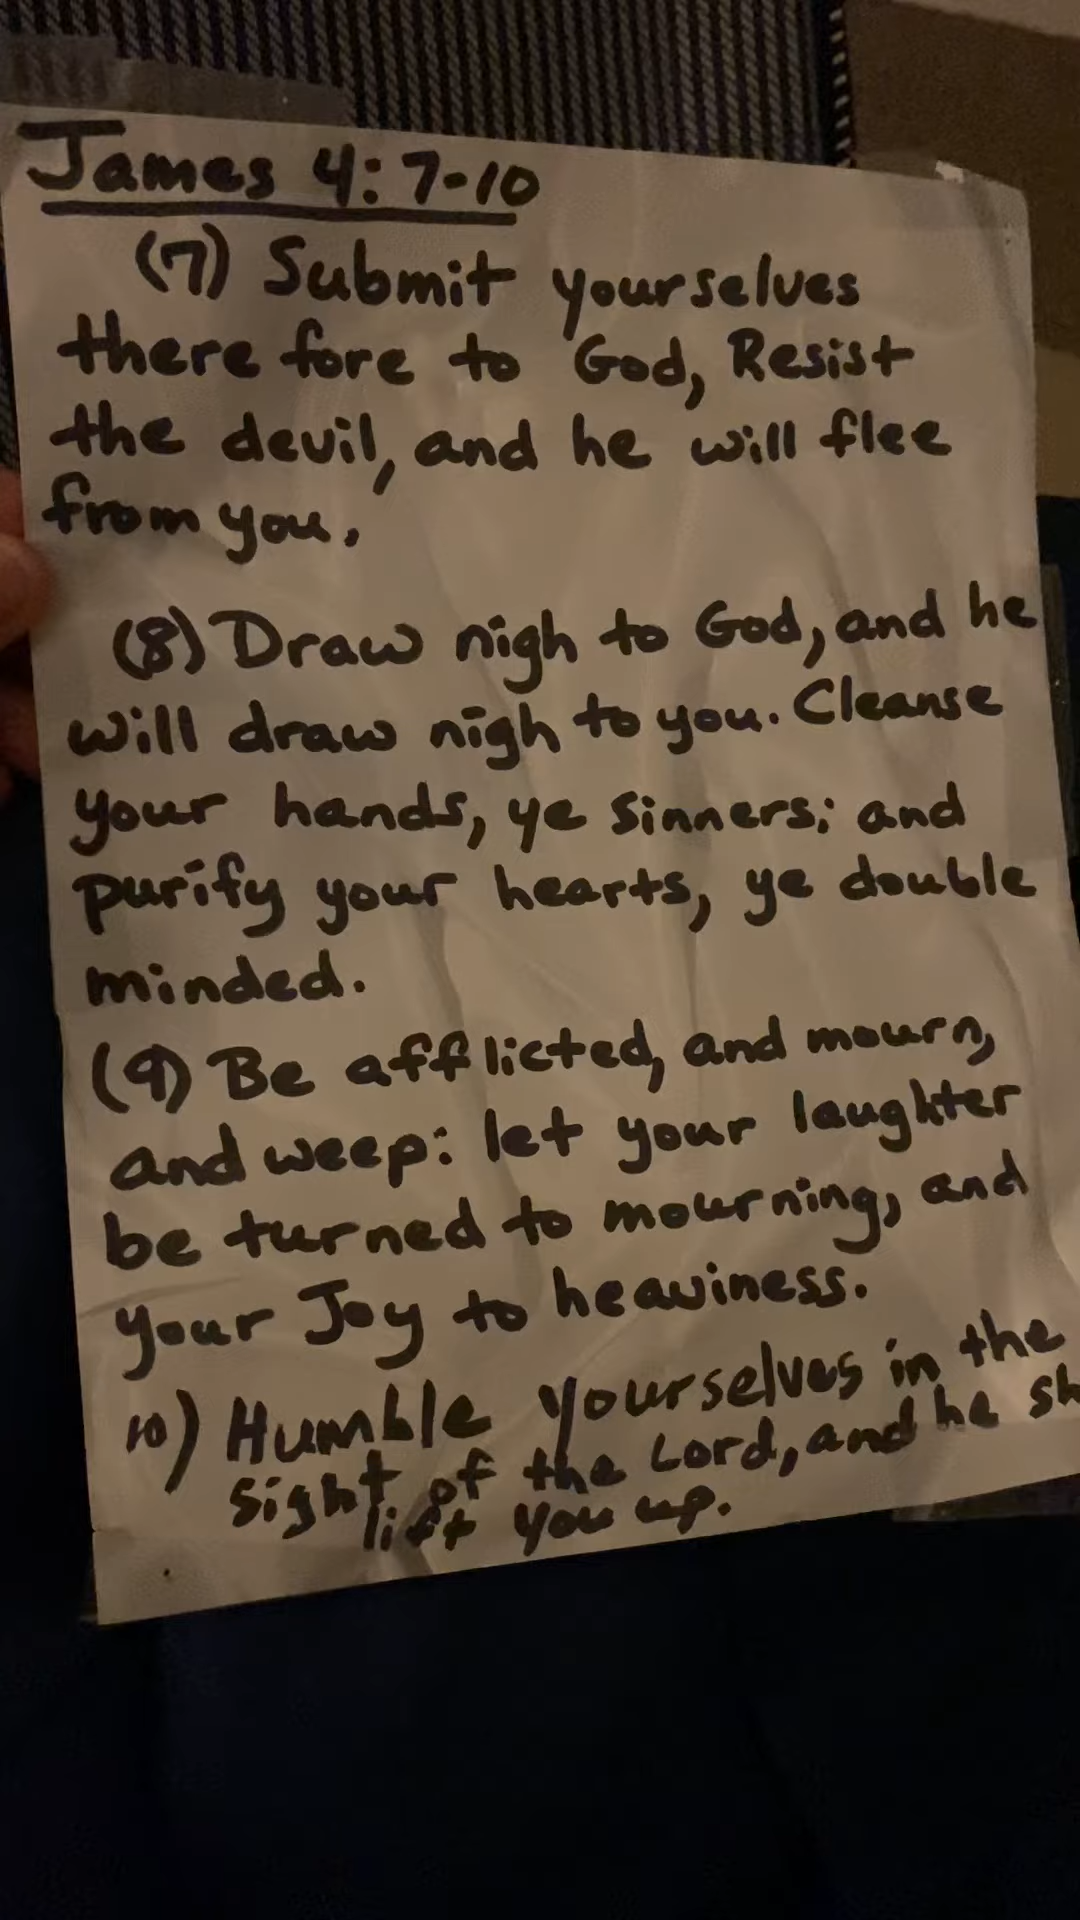 James 4:7-10
(7) Submit yourselves
there fore to God, Resist
the devil, and he will flee
from you.
(8) Draw nigh to God, and he
will draw nigh to you. Cleanse
your hands, ye sinners; and
purify your hearts, ye double
minded.
(9) Be afflicted, and mourn,
and weep: let your laughter
be turned to mourning, and
your Joy to heaviness.
10) Humble yourselves in the
sight of the Lord, and he sh
lift you up.